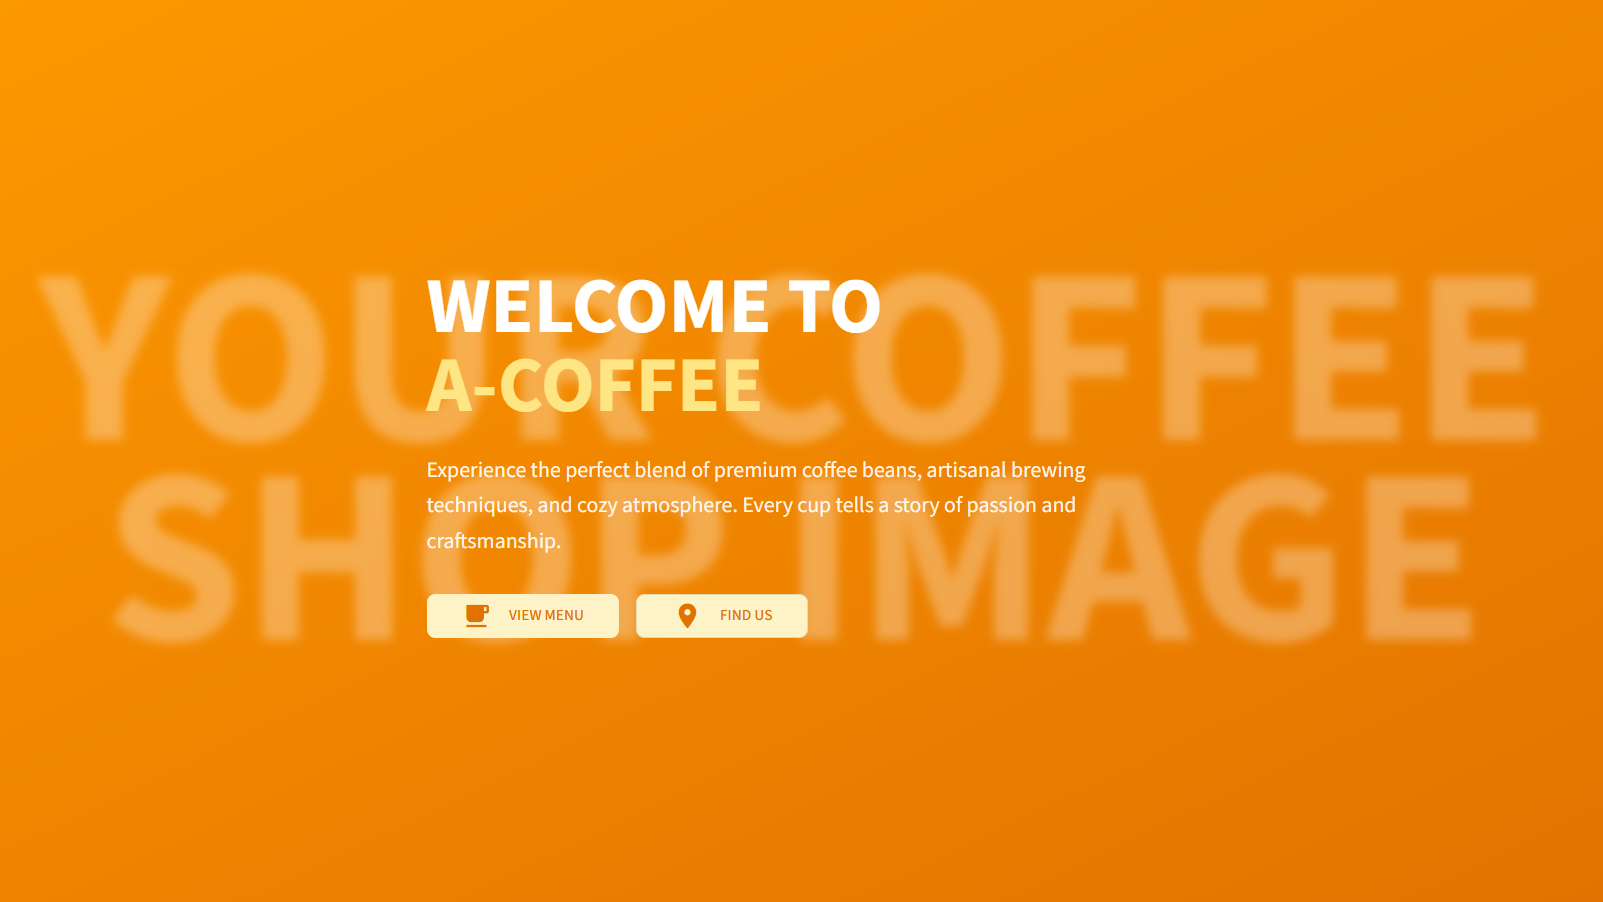 YOUR COFFEE
SHOP IMAGE
WELCOME TO
A-COFFEE
Experience the perfect blend of premium coffee beans, artisanal brewing
techniques, and cozy atmosphere. Every cup tells a story of passion and
craftsmanship.
VIEW MENU
FIND US